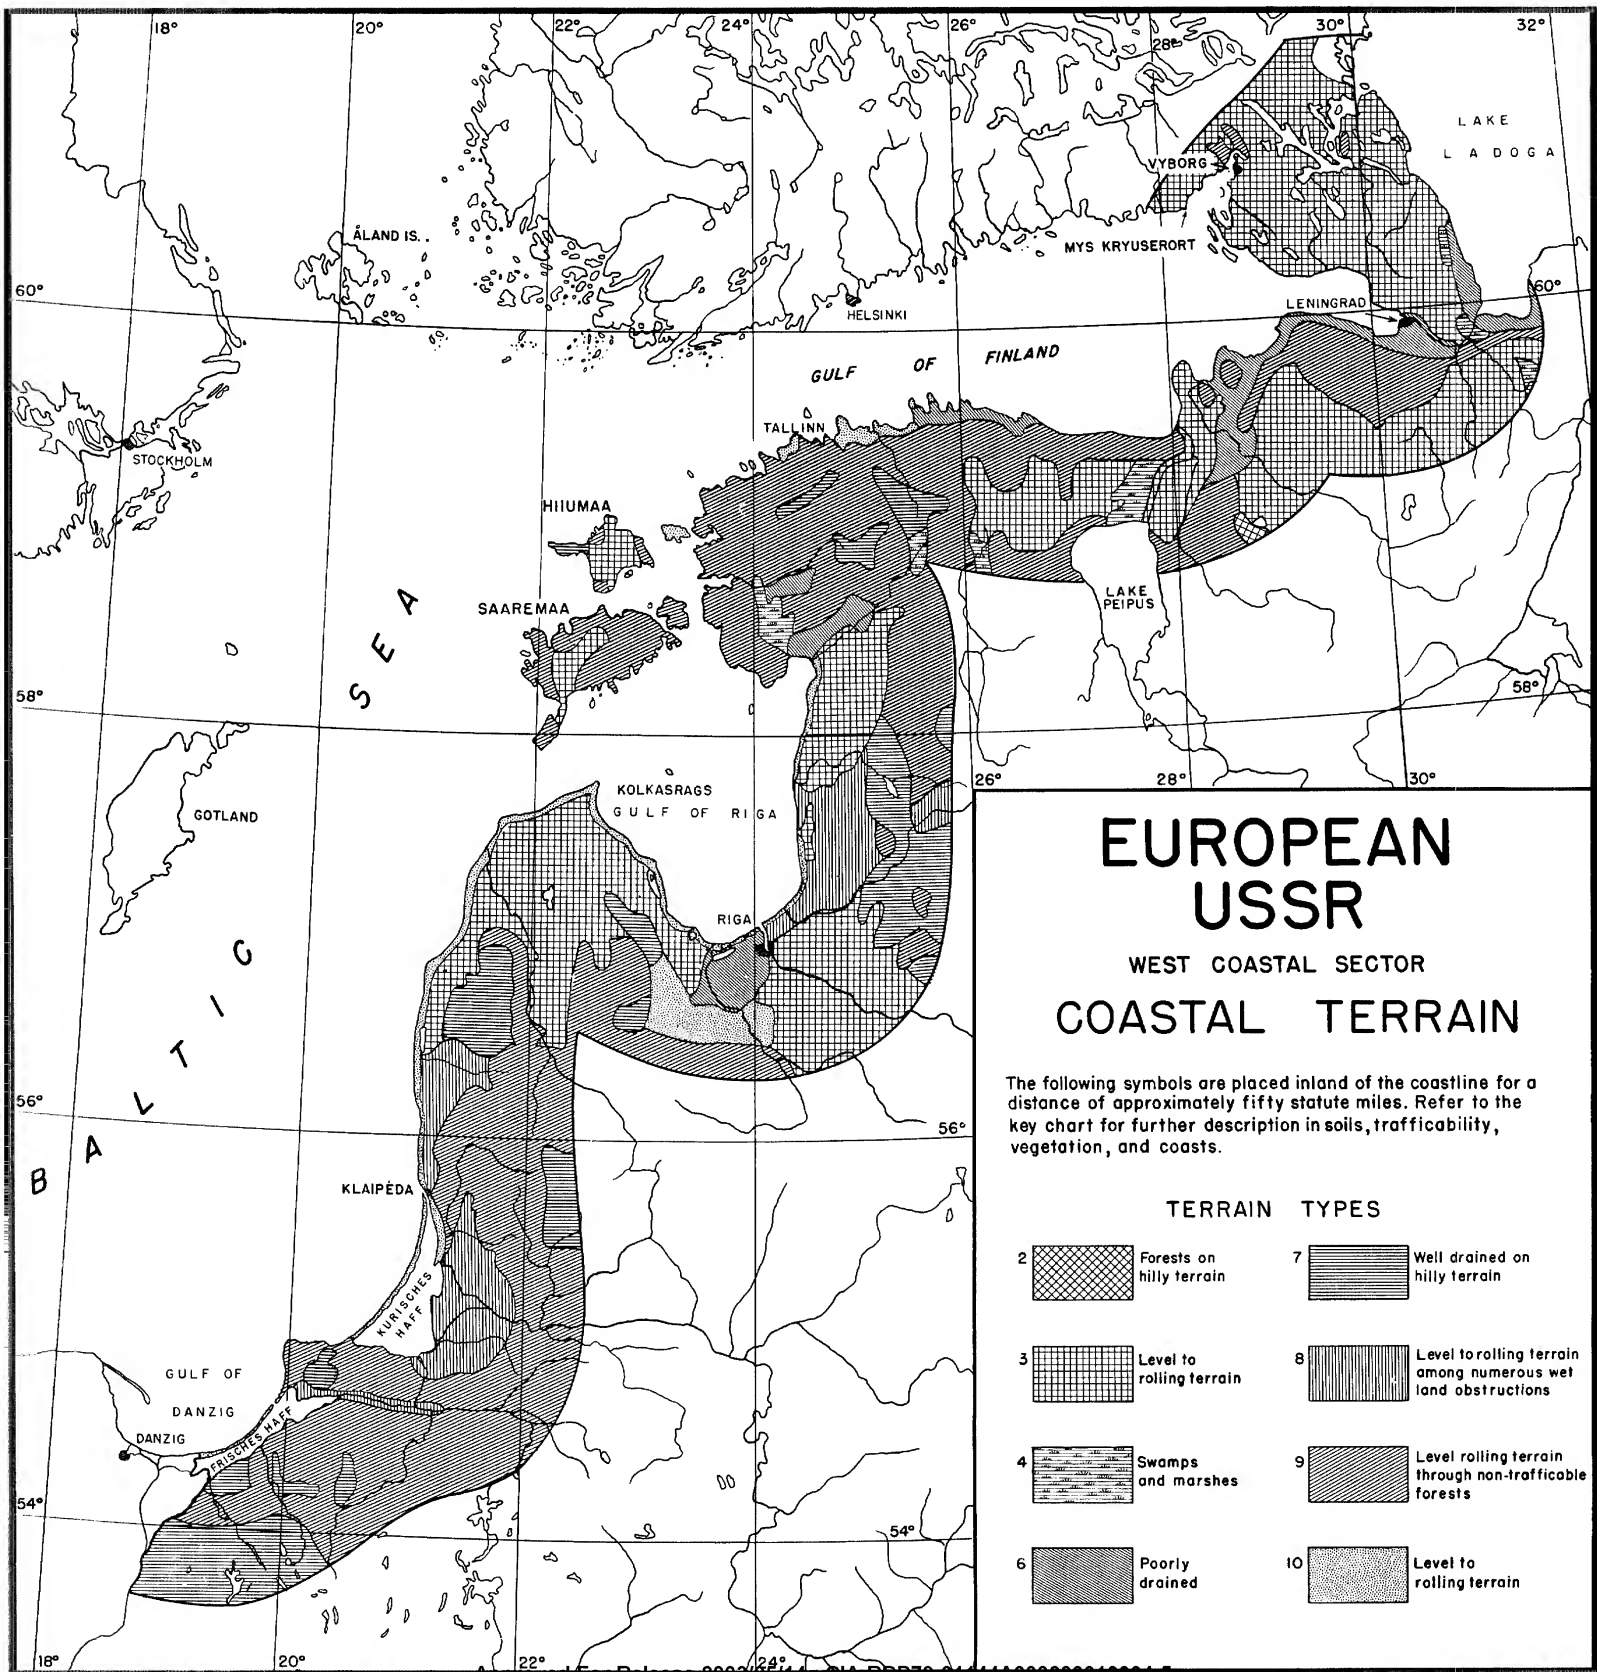 18°
20°
22°
24°
26°
28°
30°
32°
LAKE
LADOGA
VYBORG
ÅLAND IS.
MYS KRYUSERORT
60°
60°
LENINGRAD
HELSINKI
GULF OF FINLAND
TALLINN
STOCKHOLM
HIIUMAA
SAAREMAA
LAKE
PEIPUS
58°
58°
26°
28°
30°
KOLKASRAGS
GULF OF RIGA
GOTLAND
RIGA
BALTIC SEA
56°
56°
KLAIPĖDA
KURISCHES
HAFF
GULF OF
DANZIG
DANZIG
FRISCHES HAFF
54°
54°
18°
20°
22°
24°
EUROPEAN
USSR
WEST COASTAL SECTOR
COASTAL TERRAIN
The following symbols are placed inland of the coastline for a
distance of approximately fifty statute miles. Refer to the
key chart for further description in soils, trafficability,
vegetation, and coasts.
TERRAIN TYPES
2 Forests on
hilly terrain
3 Level to
rolling terrain
4 Swamps
and marshes
6 Poorly
drained
7 Well drained on
hilly terrain
8 Level to rolling terrain
among numerous wet
land obstructions
9 Level rolling terrain
through non-trafficable
forests
10 Level to
rolling terrain